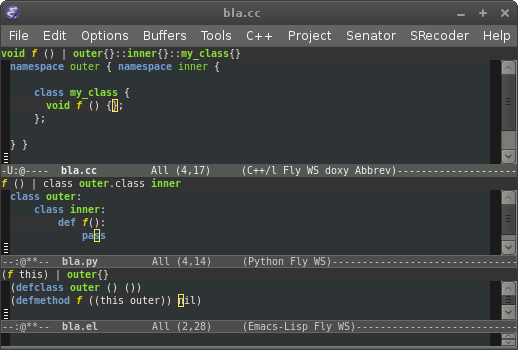 bla.cc
File Edit Options Buffers Tools C++ Project Senator SRecoder Help
void f () | outer{}::inner{}::my_class{}
namespace outer { namespace inner {
class my_class {
void f () {};
};
} }
-U:@---- bla.cc All (4,17) (C++/l Fly WS doxy Abbrev)--------------------
f () | class outer.class inner
class outer:
class inner:
def f():
pass
--:@**-- bla.py All (4,14) (Python Fly WS)-------------------------------
(f this) | outer{}
(defclass outer () ())
(defmethod f ((this outer)) nil)
--:@**-- bla.el All (2,28) (Emacs-Lisp Fly WS)---------------------------